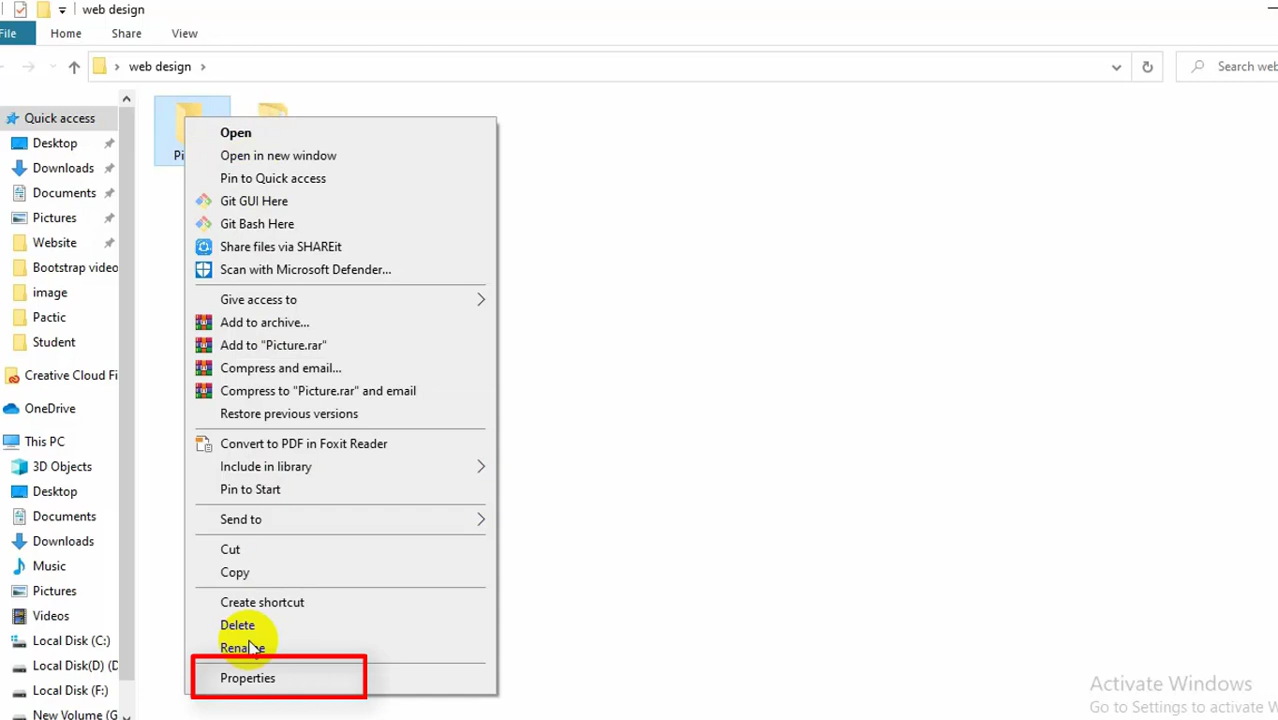 web design
File
Home
Share
View
web design
Search web
Quick access
Desktop
Downloads
Documents
Pictures
Website
Bootstrap video
image
Pactic
Student
Creative Cloud Fi
OneDrive
This PC
3D Objects
Desktop
Documents
Downloads
Music
Pictures
Videos
Local Disk (C:)
Local Disk(D) (D
Local Disk (F:)
New Volume (G
Pi
Open
Open in new window
Pin to Quick access
Git GUI Here
Git Bash Here
Share files via SHAREit
Scan with Microsoft Defender...
Give access to
Add to archive...
Add to "Picture.rar"
Compress and email...
Compress to "Picture.rar" and email
Restore previous versions
Convert to PDF in Foxit Reader
Include in library
Pin to Start
Send to
Cut
Copy
Create shortcut
Delete
Rename
Properties
Activate Windows
Go to Settings to activate W